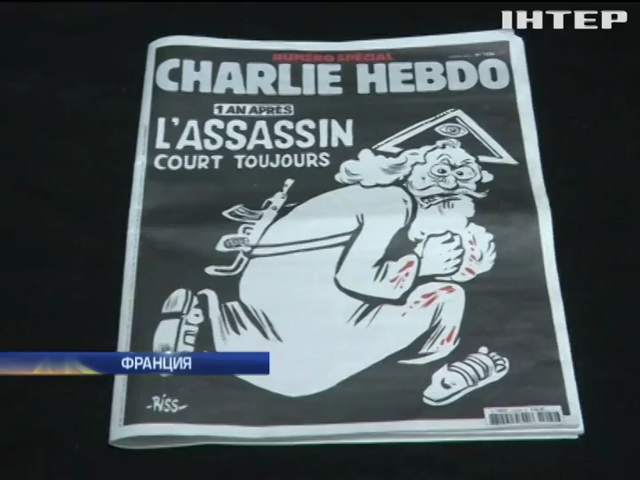 ІНТЕР
NUMÉRO SPÉCIAL
CHARLIE HEBDO
1 AN APRÈS
L'ASSASSIN
COURT TOUJOURS
ФРАНЦИЯ
-RISS-